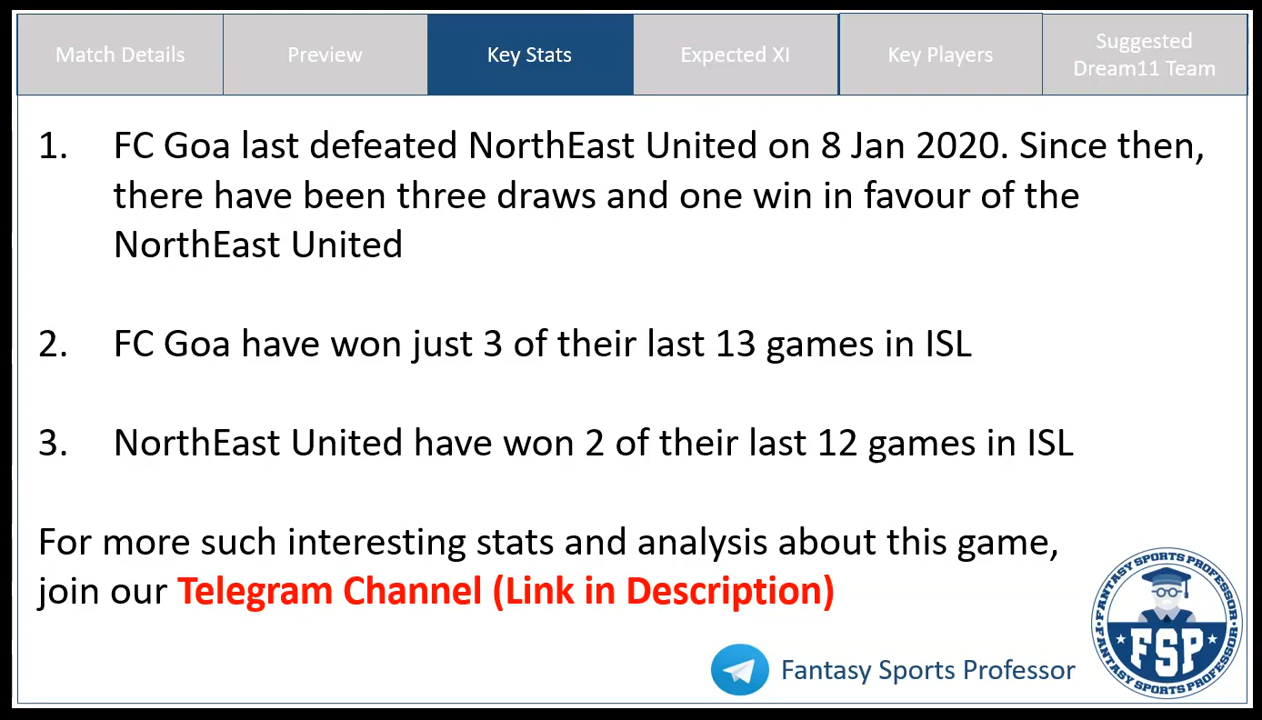 Match Details
Preview
Key Stats
Expected XI
Key Players
Suggested
Dream11 Team
1. FC Goa last defeated NorthEast United on 8 Jan 2020. Since then,
there have been three draws and one win in favour of the
NorthEast United
2. FC Goa have won just 3 of their last 13 games in ISL
3. NorthEast United have won 2 of their last 12 games in ISL
For more such interesting stats and analysis about this game,
join our Telegram Channel (Link in Description)
Fantasy Sports Professor
FANTASY SPORTS PROFESSOR
FSP
FANTASY SPORTS PROFESSOR